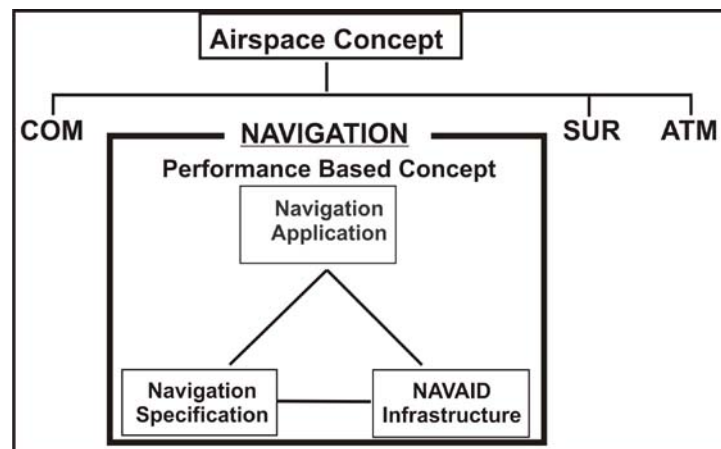 Airspace Concept
COM
NAVIGATION
SUR
ATM
Performance Based Concept
Navigation
Application
Navigation
Specification
NAVAID
Infrastructure